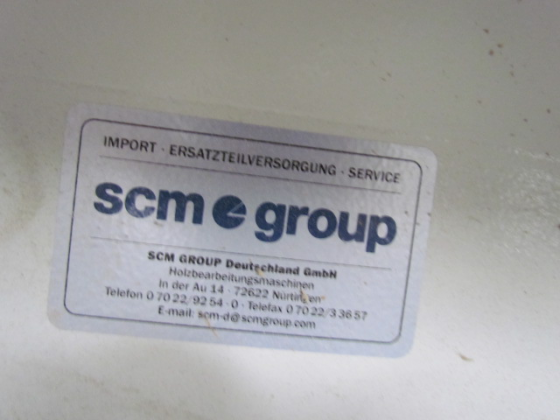 IMPORT · ERSATZTEILVERSORGUNG · SERVICE
scm group
SCM GROUP Deutschland GmbH
Holzbearbeitungsmaschinen
In der Au 14 · 72622 Nürtingen
Telefon 0 70 22/92 54 - 0 · Telefax 0 70 22/3 36 57
E-mail: scm-d@scmgroup.com